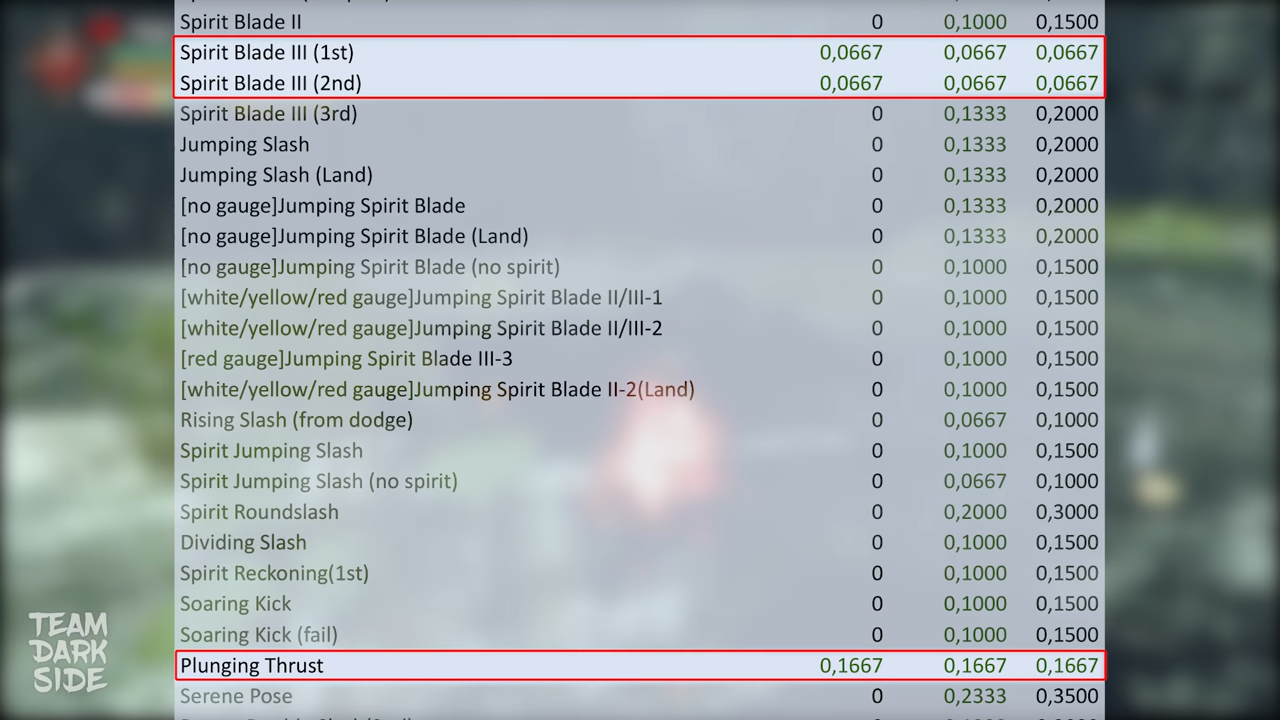 Spirit Blade II 0 0,1000 0,1500
Spirit Blade III (1st) 0,0667 0,0667 0,0667
Spirit Blade III (2nd) 0,0667 0,0667 0,0667
Spirit Blade III (3rd) 0 0,1333 0,2000
Jumping Slash 0 0,1333 0,2000
Jumping Slash (Land) 0 0,1333 0,2000
[no gauge]Jumping Spirit Blade 0 0,1333 0,2000
[no gauge]Jumping Spirit Blade (Land) 0 0,1333 0,2000
[no gauge]Jumping Spirit Blade (no spirit) 0 0,1000 0,1500
[white/yellow/red gauge]Jumping Spirit Blade II/III-1 0 0,1000 0,1500
[white/yellow/red gauge]Jumping Spirit Blade II/III-2 0 0,1000 0,1500
[red gauge]Jumping Spirit Blade III-3 0 0,1000 0,1500
[white/yellow/red gauge]Jumping Spirit Blade II-2(Land) 0 0,1000 0,1500
Rising Slash (from dodge) 0 0,0667 0,1000
Spirit Jumping Slash 0 0,1000 0,1500
Spirit Jumping Slash (no spirit) 0 0,0667 0,1000
Spirit Roundslash 0 0,2000 0,3000
Dividing Slash 0 0,1000 0,1500
Spirit Reckoning(1st) 0 0,1000 0,1500
Soaring Kick 0 0,1000 0,1500
Soaring Kick (fail) 0 0,1000 0,1500
Plunging Thrust 0,1667 0,1667 0,1667
Serene Pose 0 0,2333 0,3500
TEAM
DARK
SIDE